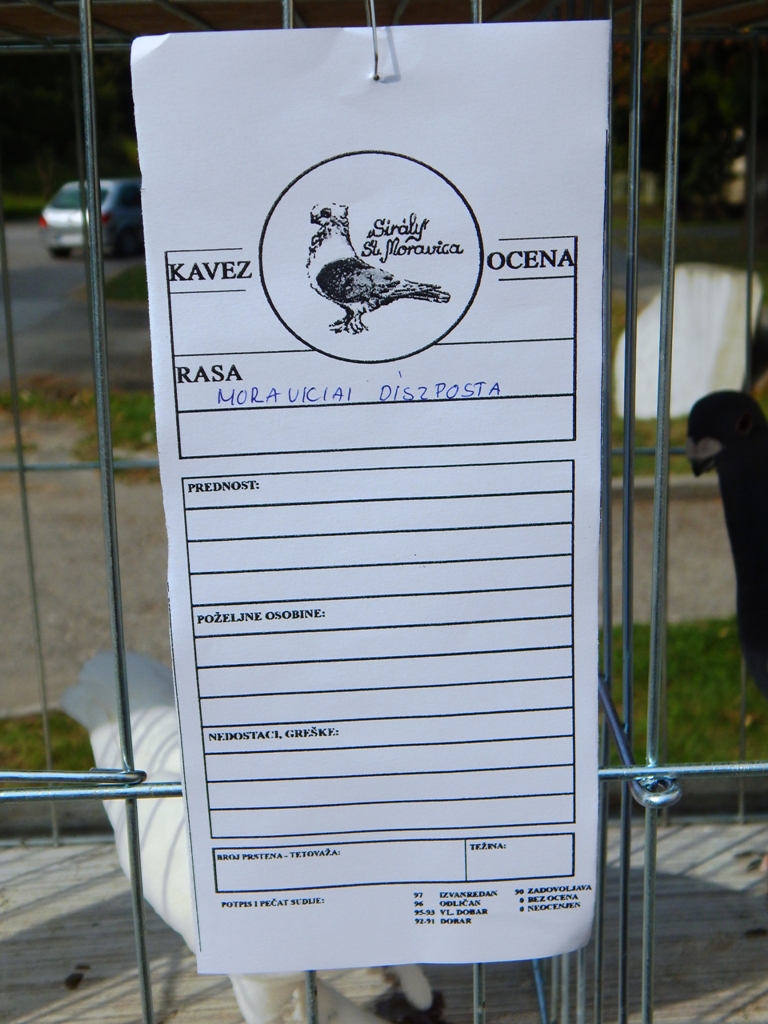 „Sirály"
St. Moravica
KAVEZ
OCENA
RASA
MORAVICIAI DÍSZPOSTA
PREDNOST:
POŽELJNE OSOBINE:
NEDOSTACI, GREŠKE:
BROJ PRSTENA - TETOVAŽA:
TEŽINA:
POTPIS I PEČAT SUDIJE:
97 IZVANREDAN
96 ODLIČAN
95-93 VL. DOBAR
92-91 DOBAR
90 ZADOVOLJAVA
0 BEZ OCENA
0 NEOCENJEN